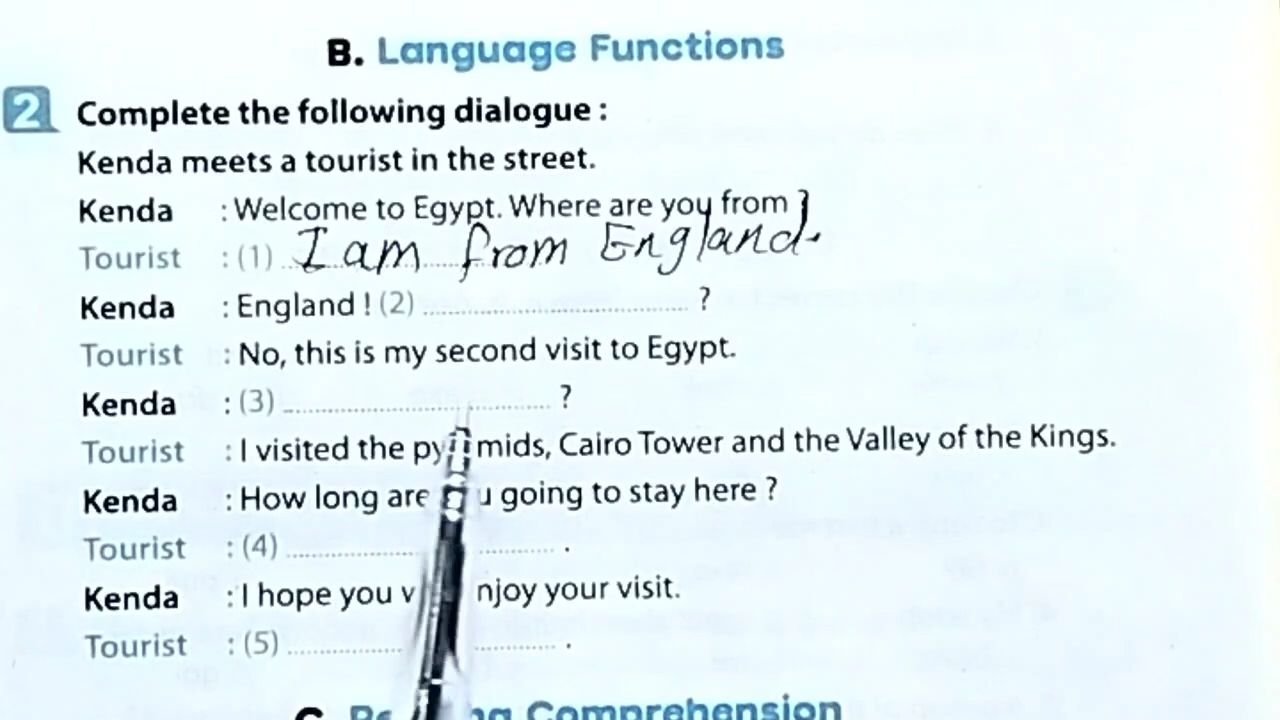 B. Language Functions
2 Complete the following dialogue :
Kenda meets a tourist in the street.
Kenda : Welcome to Egypt. Where are you from ?
Tourist : (1) I am from England.
Kenda : England ! (2) ........................ ?
Tourist : No, this is my second visit to Egypt.
Kenda : (3) ........................ ?
Tourist : I visited the pyramids, Cairo Tower and the Valley of the Kings.
Kenda : How long are you going to stay here ?
Tourist : (4) ........................ .
Kenda : I hope you enjoy your visit.
Tourist : (5) ........................ .
C. Comprehension